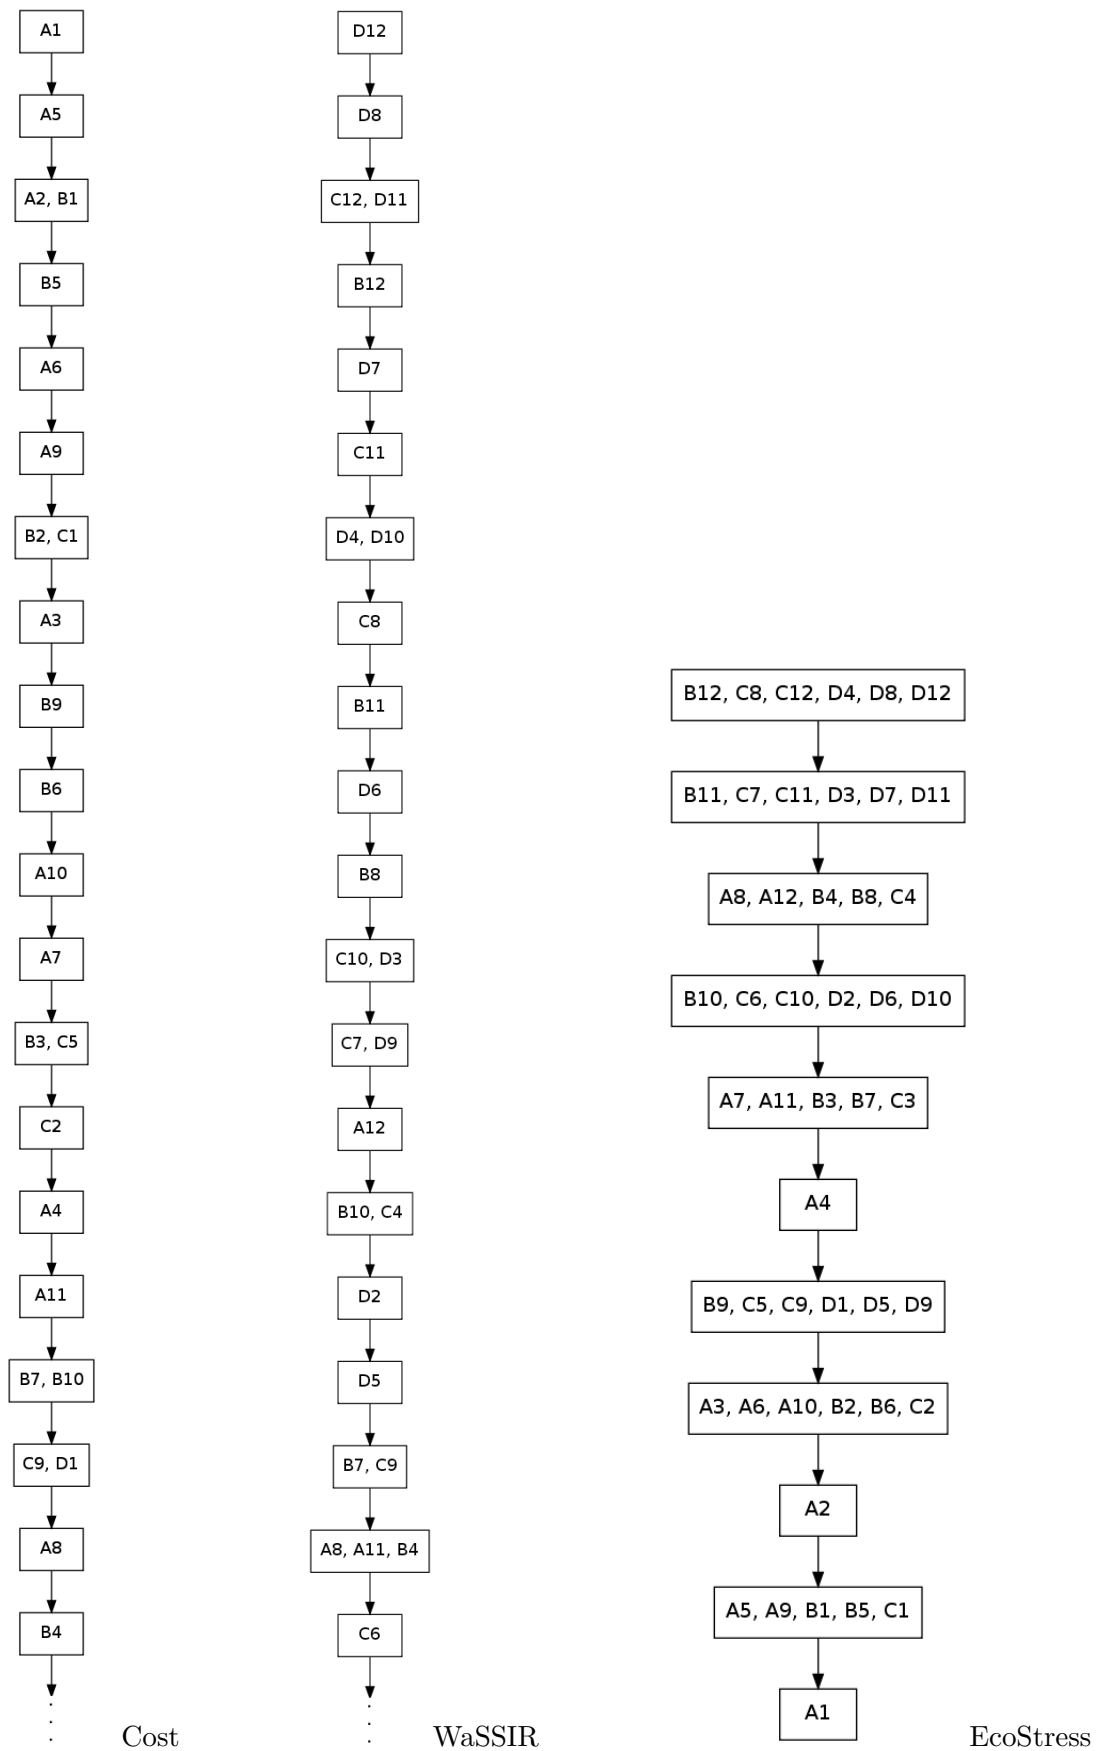 A1
A5
A2, B1
B5
A6
A9
B2, C1
A3
B9
B6
A10
A7
B3, C5
C2
A4
A11
B7, B10
C9, D1
A8
B4
Cost
D12
D8
C12, D11
B12
D7
C11
D4, D10
C8
B11
D6
B8
C10, D3
C7, D9
A12
B10, C4
D2
D5
B7, C9
A8, A11, B4
C6
WaSSIR
B12, C8, C12, D4, D8, D12
B11, C7, C11, D3, D7, D11
A8, A12, B4, B8, C4
B10, C6, C10, D2, D6, D10
A7, A11, B3, B7, C3
A4
B9, C5, C9, D1, D5, D9
A3, A6, A10, B2, B6, C2
A2
A5, A9, B1, B5, C1
A1
EcoStress